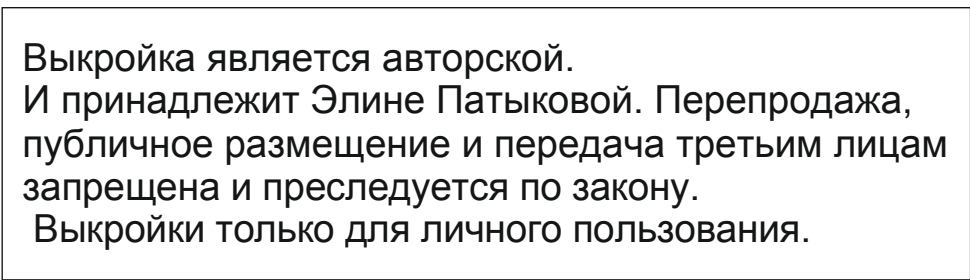 Выкройка является авторской.
И принадлежит Элине Патыковой. Перепродажа,
публичное размещение и передача третьим лицам
запрещена и преследуется по закону.
Выкройки только для личного пользования.